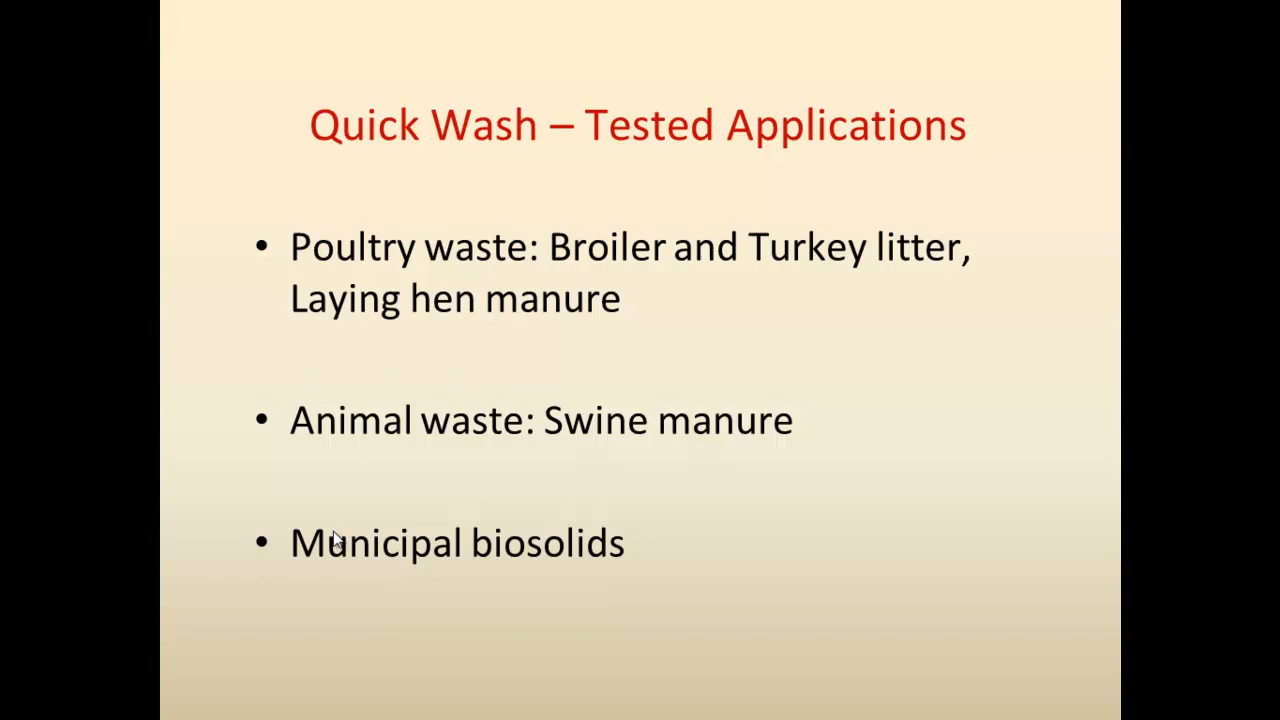 Quick Wash – Tested Applications
• Poultry waste: Broiler and Turkey litter,
Laying hen manure
• Animal waste: Swine manure
• Municipal biosolids